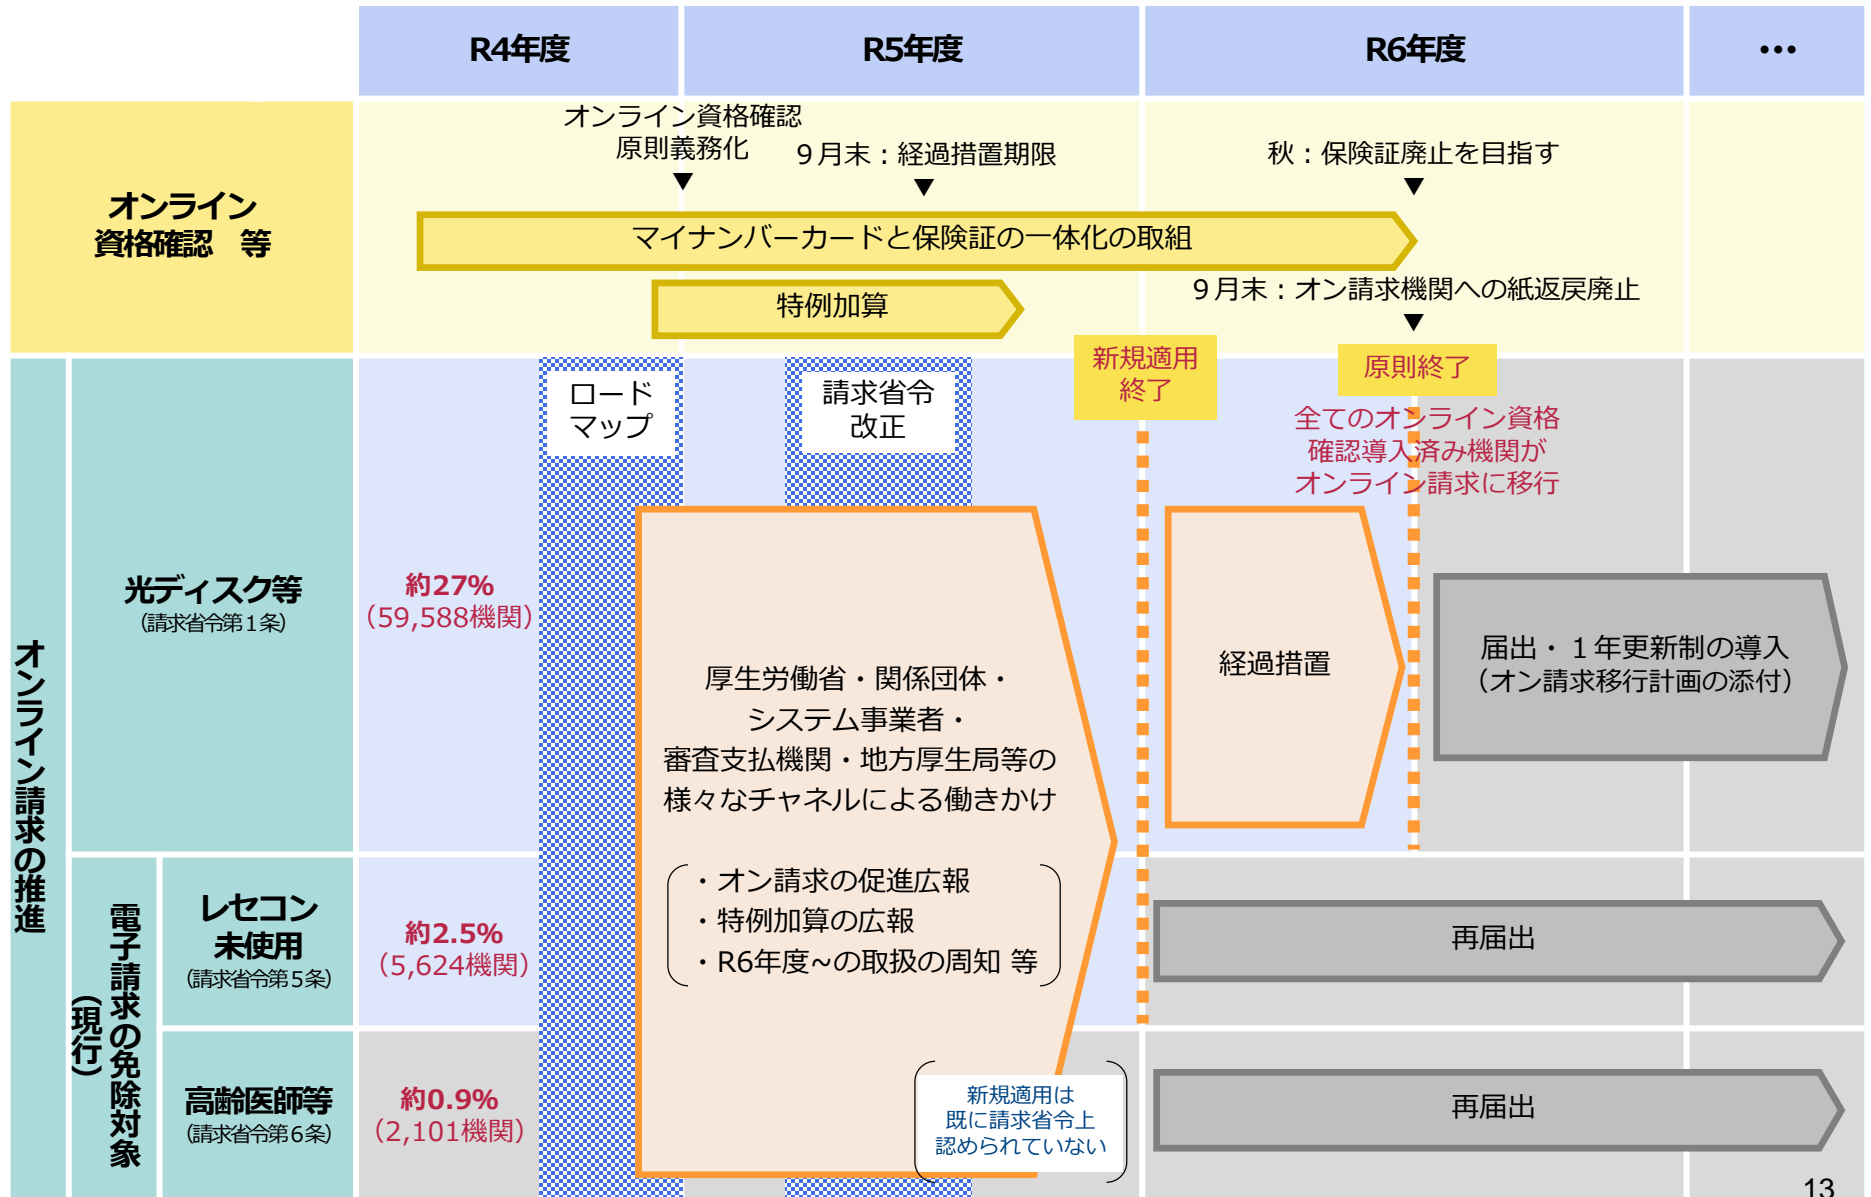 R4年度
R5年度
R6年度
…
オンライン
資格確認　等
オンライン資格確認
原則義務化
９月末：経過措置期限
秋：保険証廃止を目指す
マイナンバーカードと保険証の一体化の取組
特例加算
９月末：オン請求機関への紙返戻廃止
オンライン請求の推進
光ディスク等
（請求省令第１条）
約27%
（59,588機関）
ロード
マップ
請求省令
改正
新規適用
終了
原則終了
全てのオンライン資格
確認導入済み機関が
オンライン請求に移行
厚生労働省・関係団体・
システム事業者・
審査支払機関・地方厚生局等の
様々なチャネルによる働きかけ
・オン請求の促進広報
・特例加算の広報
・R6年度~の取扱の周知 等
経過措置
届出・１年更新制の導入
（オン請求移行計画の添付）
電子請求の免除対象
（現行）
レセコン
未使用
（請求省令第５条）
約2.5%
（5,624機関）
再届出
高齢医師等
（請求省令第６条）
約0.9%
（2,101機関）
新規適用は
既に請求省令上
認められていない
再届出
13